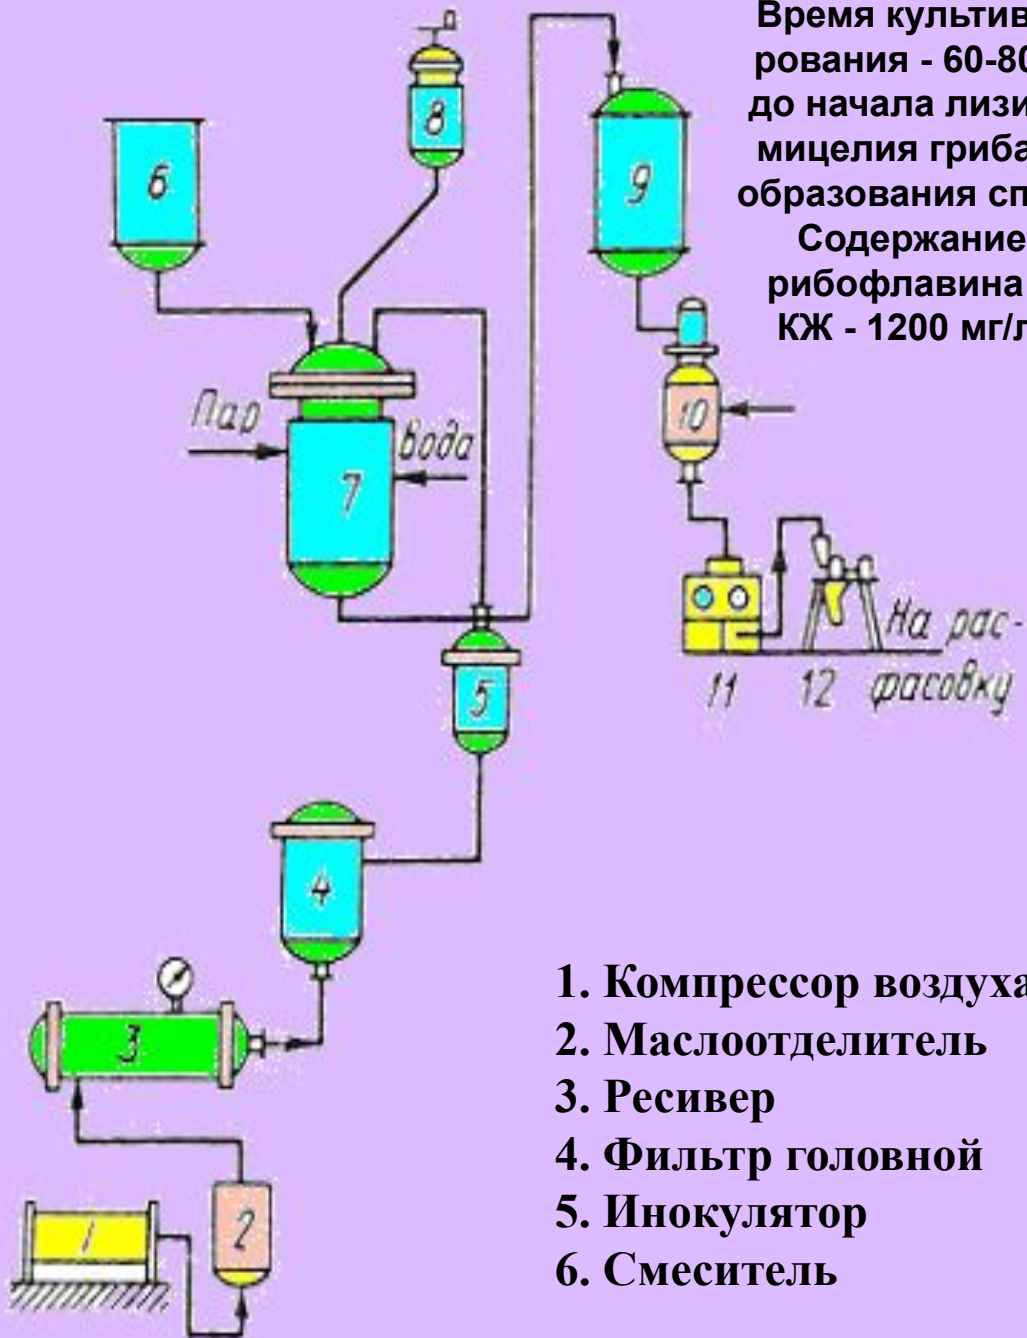 Время культив
рования - 60-80
до начала лизи
мицелия гриба
образования сп
Содержание
рибофлавина
КЖ - 1200 мг/л
8
6
9
10
Пар
вода
7
На рас-
фасовку
11
12
5
4
3
2
1
1. Компрессор воздуха
2. Маслоотделитель
3. Ресивер
4. Фильтр головной
5. Инокулятор
6. Смеситель